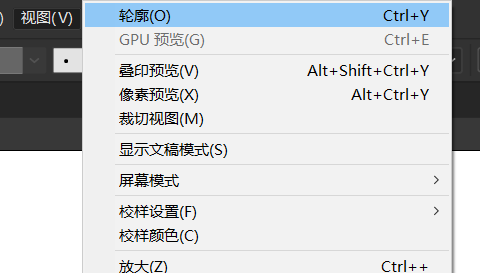 视图(V)
轮廓(O) Ctrl+Y
GPU 预览(G) Ctrl+E
叠印预览(V) Alt+Shift+Ctrl+Y
像素预览(X) Alt+Ctrl+Y
裁切视图(M)
显示文稿模式(S)
屏幕模式
校样设置(F)
校样颜色(C)
放大(Z) Ctrl++